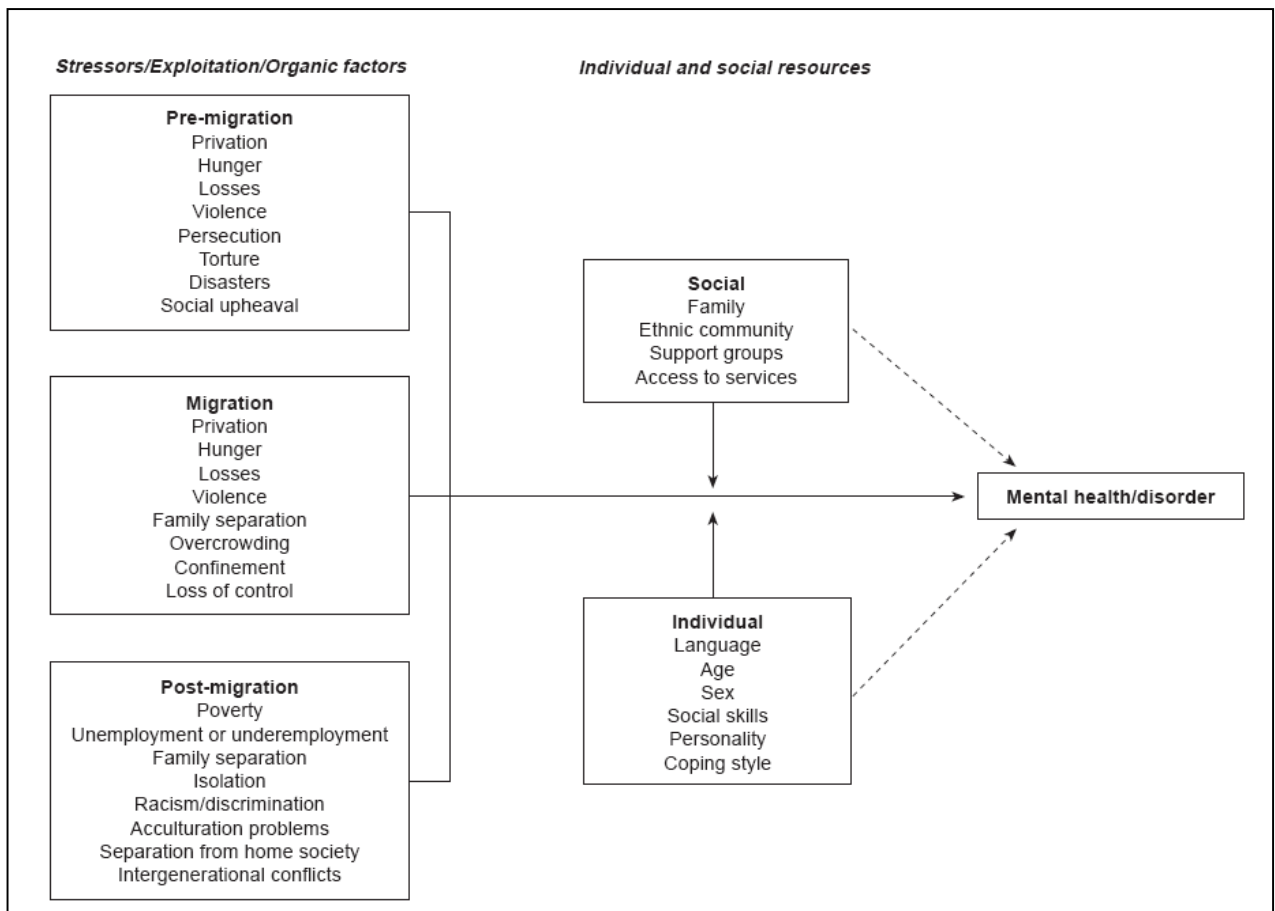 Stressors/Exploitation/Organic factors
Individual and social resources
Pre-migration
Privation
Hunger
Losses
Violence
Persecution
Torture
Disasters
Social upheaval
Migration
Privation
Hunger
Losses
Violence
Family separation
Overcrowding
Confinement
Loss of control
Post-migration
Poverty
Unemployment or underemployment
Family separation
Isolation
Racism/discrimination
Acculturation problems
Separation from home society
Intergenerational conflicts
Social
Family
Ethnic community
Support groups
Access to services
Individual
Language
Age
Sex
Social skills
Personality
Coping style
Mental health/disorder